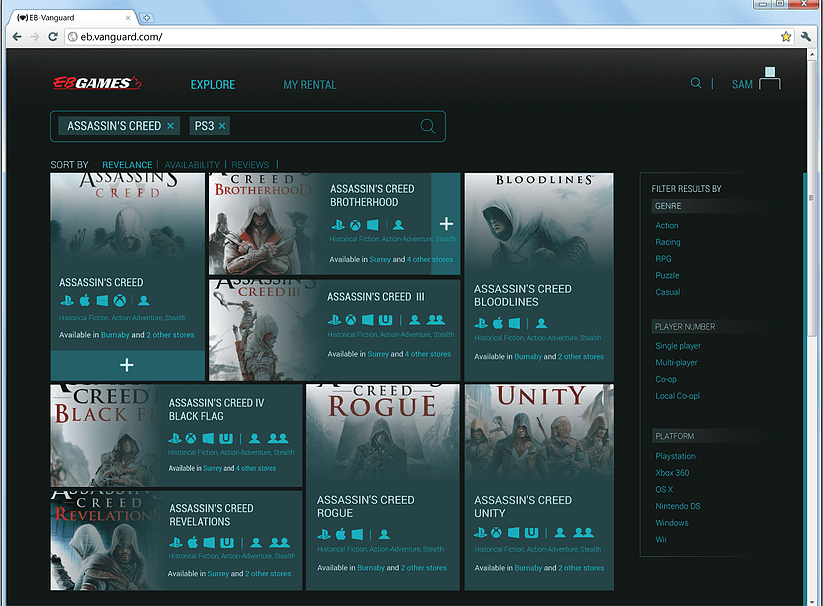 EB-Vanguard
eb.vanguard.com/
EBGAMES
EXPLORE
MY RENTAL
SAM
ASSASSIN'S CREED ×
PS3 ×
SORT BY REVELANCE | AVAILABILITY | REVIEWS |
ASSASSIN'S
CREED
ASSASSIN'S CREED
Historical Fiction, Action-Adventure, Stealth
Available in Burnaby and 2 other stores
+
CREED
BROTHERHOOD
ASSASSIN'S CREED
BROTHERHOOD
Historical Fiction, Action-Adventure, Stealth
Available in Surrey and 4 other stores
+
ASSASSIN'S
CREED III
ASSASSIN'S CREED III
Historical Fiction, Action-Adventure, Stealth
Available in Surrey and 4 other stores
BLOODLINES™
ASSASSIN'S CREED
BLOODLINES
Historical Fiction, Action-Adventure, Stealth
Available in Burnaby and 2 other stores
ASSASSIN'S
CREED
BLACK FL
ASSASSIN'S CREED IV
BLACK FLAG
Historical Fiction, Action-Adventure, Stealth
Available in Surrey and 4 other stores
ASSASSIN'S
CREED
REVELATIONS
ASSASSIN'S CREED
REVELATIONS
Historical Fiction, Action-Adventure, Stealth
Available in Surrey and 2 other stores
CREED
ROGUE
ASSASSIN'S CREED
ROGUE
Historical Fiction, Action-Adventure, Stealth
Available in Burnaby and 2 other stores
UNITY
ASSASSIN'S CREED
UNITY
Historical Fiction, Action-Adventure, Stealth
Available in Burnaby and 2 other stores
FILTER RESULTS BY
GENRE
Action
Racing
RPG
Puzzle
Casual
PLAYER NUMBER
Single player
Multi-player
Co-op
Local Co-opl
PLATFORM
Playstation
Xbox 360
OS X
Nintendo DS
Windows
Wii